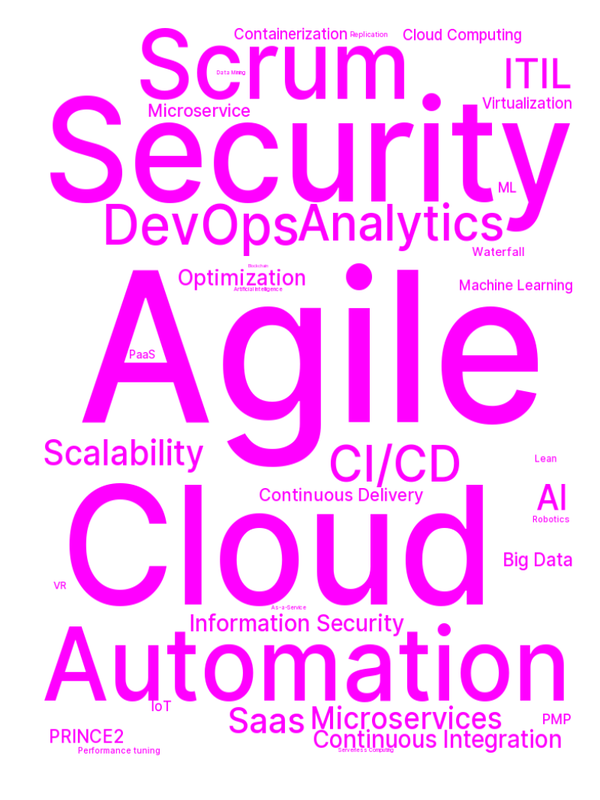 Containerization
Replication
Cloud Computing
Scrum
Data Mining
ITIL
Virtualization
Microservice
Security
ML
DevOps
Analytics
Waterfall
Blockchain
Optimization
Artificial Intelligence
Machine Learning
Agile
PaaS
Scalability
CI/CD
Lean
Continuous Delivery
AI
Robotics
Cloud
Big Data
VR
As-a-Service
Information Security
Automation
IoT
Saas
Microservices
PMP
PRINCE2
Continuous Integration
Performance tuning
Serverless Computing